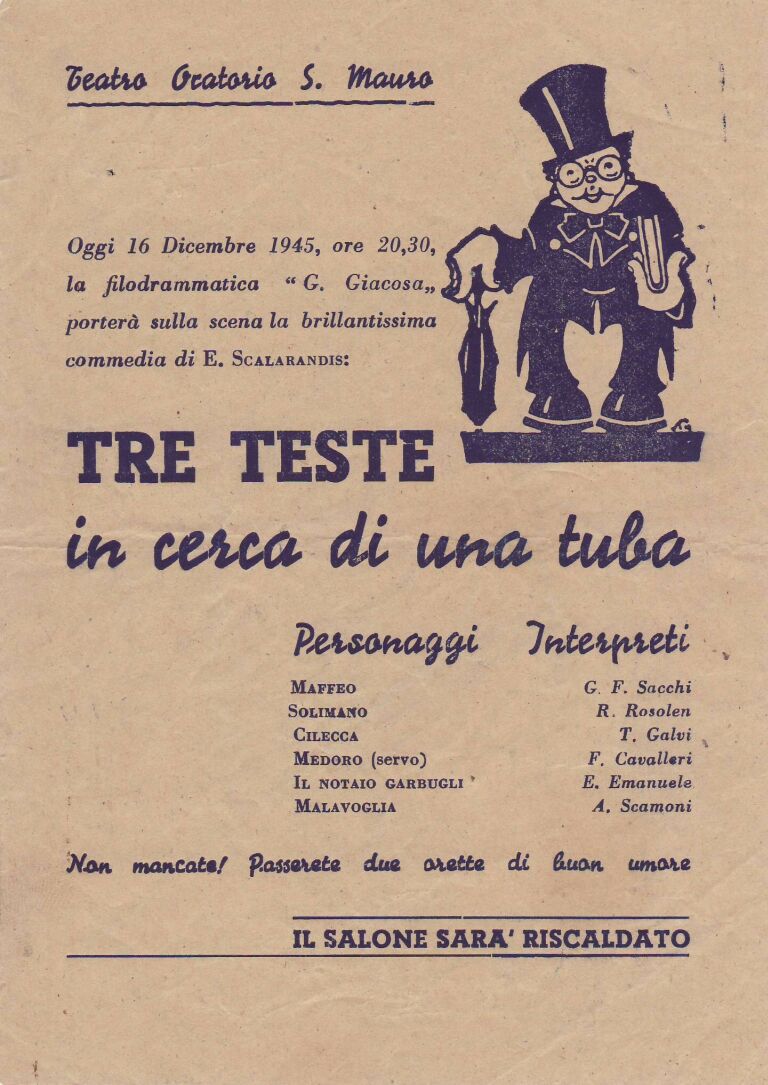 Teatro Oratorio S. Mauro
Oggi 16 Dicembre 1945, ore 20,30,
la filodrammatica “ G. Giacosa„
porterà sulla scena la brillantissima
commedia di E. Scalarandis:
AG
TRE TESTE
in cerca di una tuba
Personaggi Interpreti
Maffeo G. F. Sacchi
Solimano R. Rosolen
Cilecca T. Galvi
Medoro (servo) F. Cavalleri
Il notaio garbugli E. Emanuele
Malavoglia A. Scamoni
Non mancate! Passerete due orette di buon umore
IL SALONE SARA' RISCALDATO